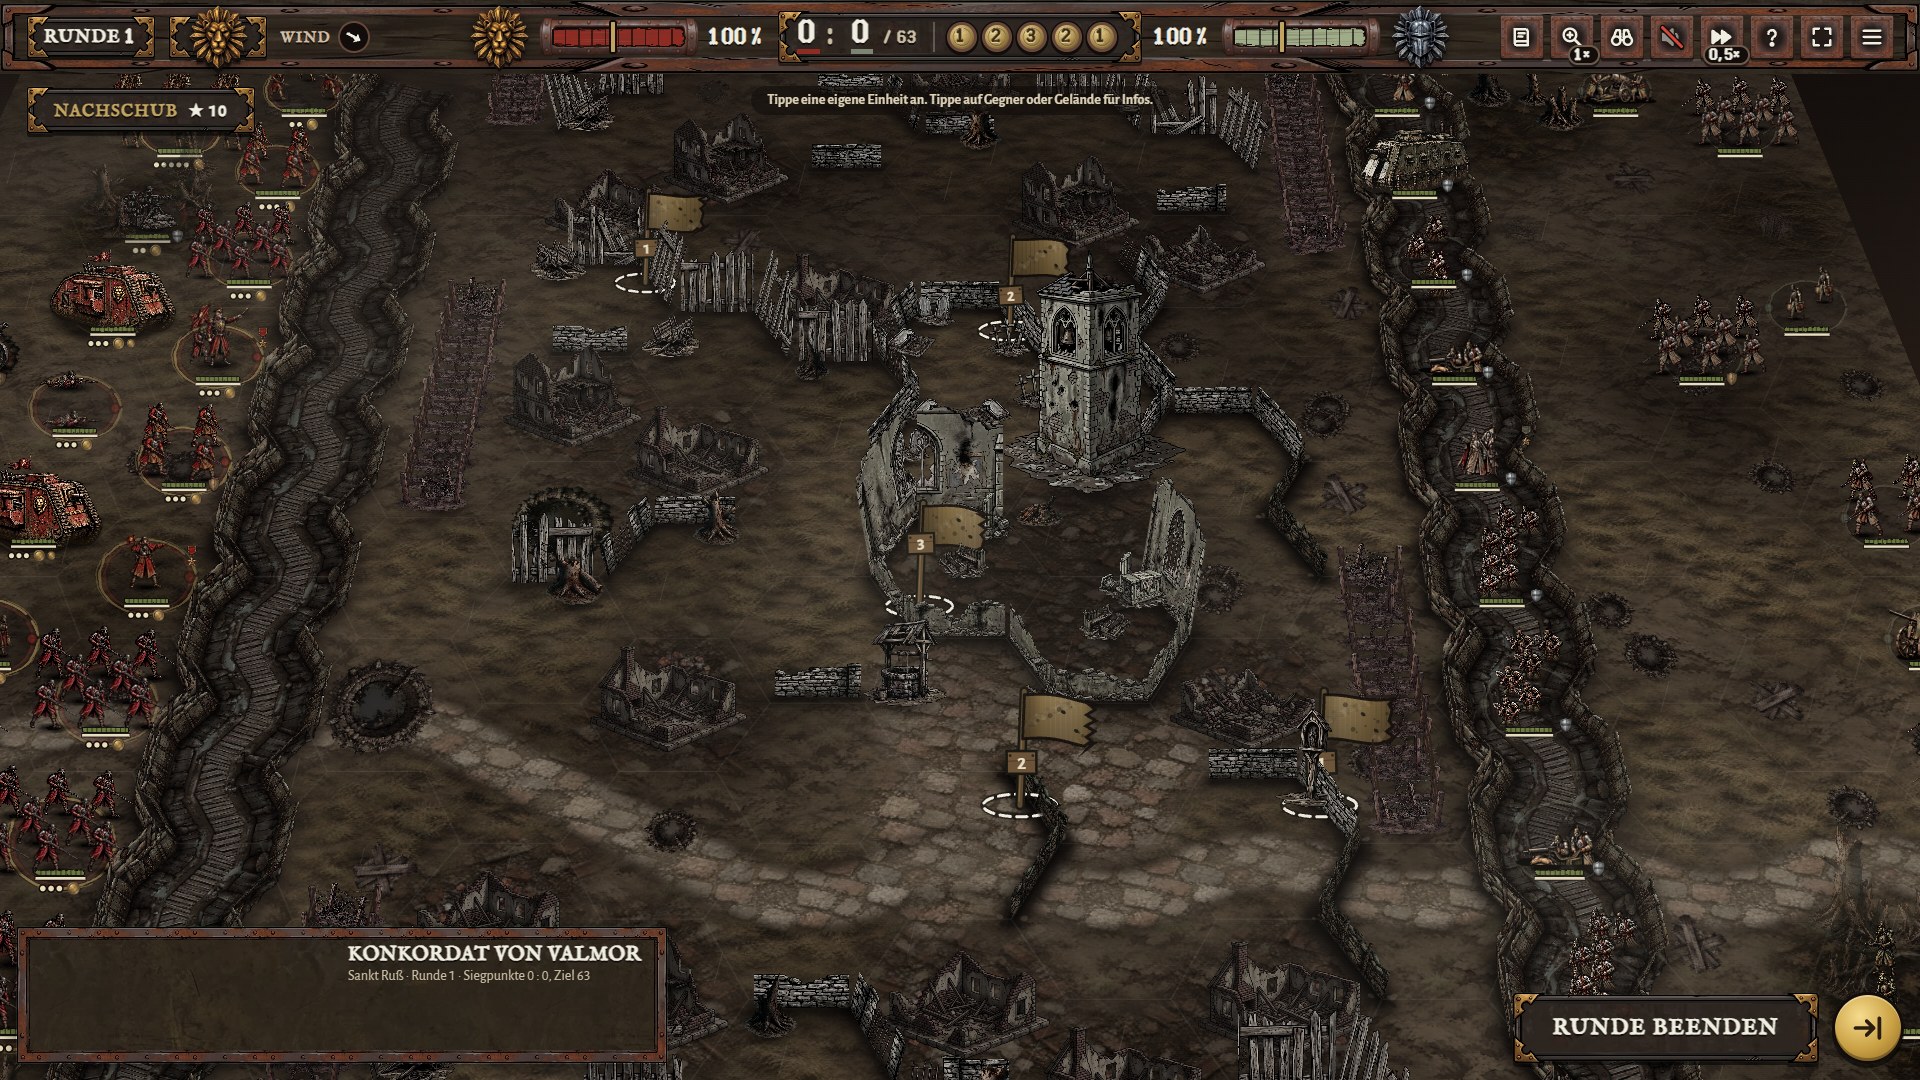 RUNDE 1
WIND
100%
0 : 0 / 63
1 2 3 2 1
100%
1×
0,5×
?
NACHSCHUB ★ 10
Tippe eine eigene Einheit an. Tippe auf Gegner oder Gelände für Infos.
1
2
3
2
KONKORDAT VON VALMOR
Sankt Ruß · Runde 1 · Siegpunkte 0 : 0, Ziel 63
RUNDE BEENDEN